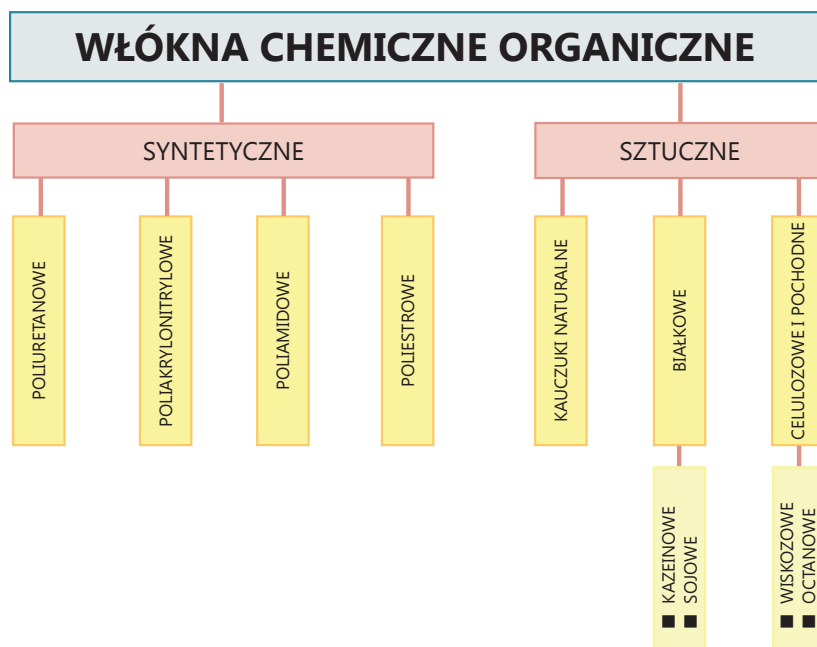 WŁÓKNA CHEMICZNE ORGANICZNE
SYNTETYCZNE
SZTUCZNE
POLIURETANOWE
POLIAKRYLONITRYLOWE
POLIAMIDOWE
POLIESTROWE
KAUCZUKI NATURALNE
BIAŁKOWE
CELULOZOWE I POCHODNE
■ KAZEINOWE
■ SOJOWE
■ WISKOZOWE
■ OCTANOWE